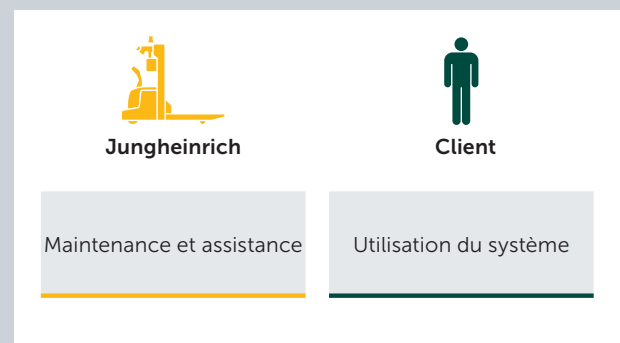 Jungheinrich
Client
Maintenance et assistance
Utilisation du système